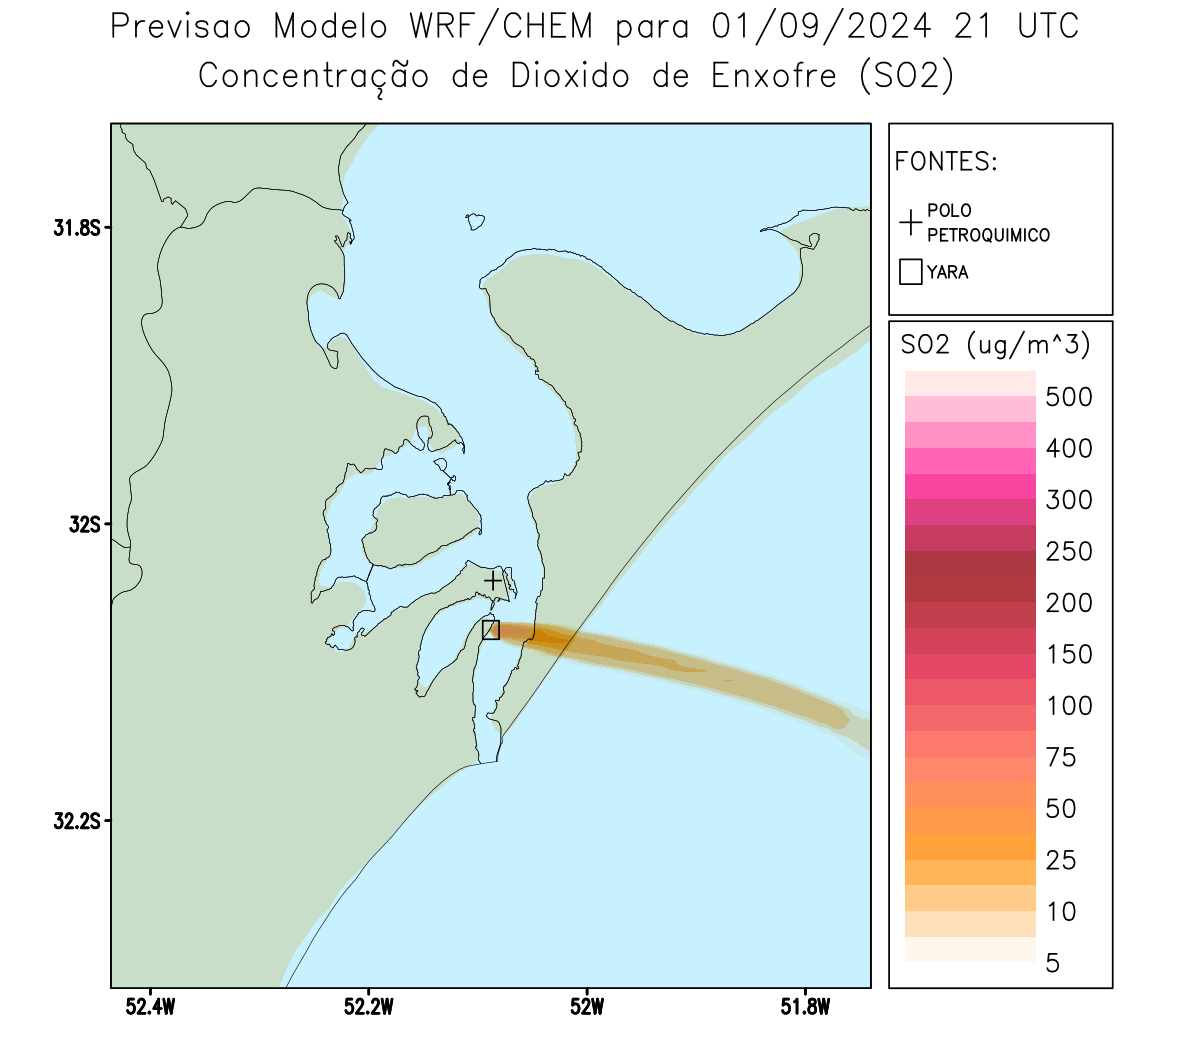 Previsao Modelo WRF/CHEM para 01/09/2024 21 UTC
Concentração de Dioxido de Enxofre (SO2)
FONTES:
POLO
PETROQUIMICO
YARA
SO2 (ug/m^3)
500
400
300
250
200
150
100
75
50
25
10
5
31.8S
32S
32.2S
52.4W
52.2W
52W
51.8W